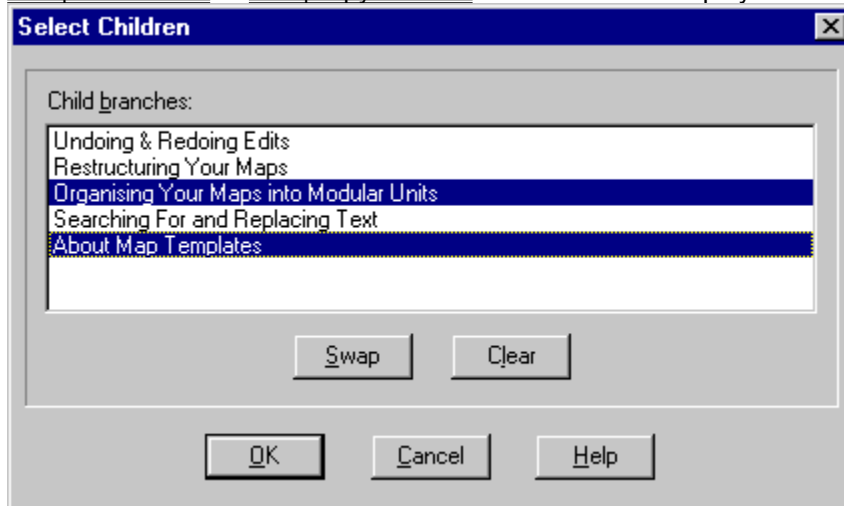 Select Children
Child branches:
Undoing & Redoing Edits
Restructuring Your Maps
Organising Your Maps into Modular Units
Searching For and Replacing Text
About Map Templates
Swap Clear
OK Cancel Help